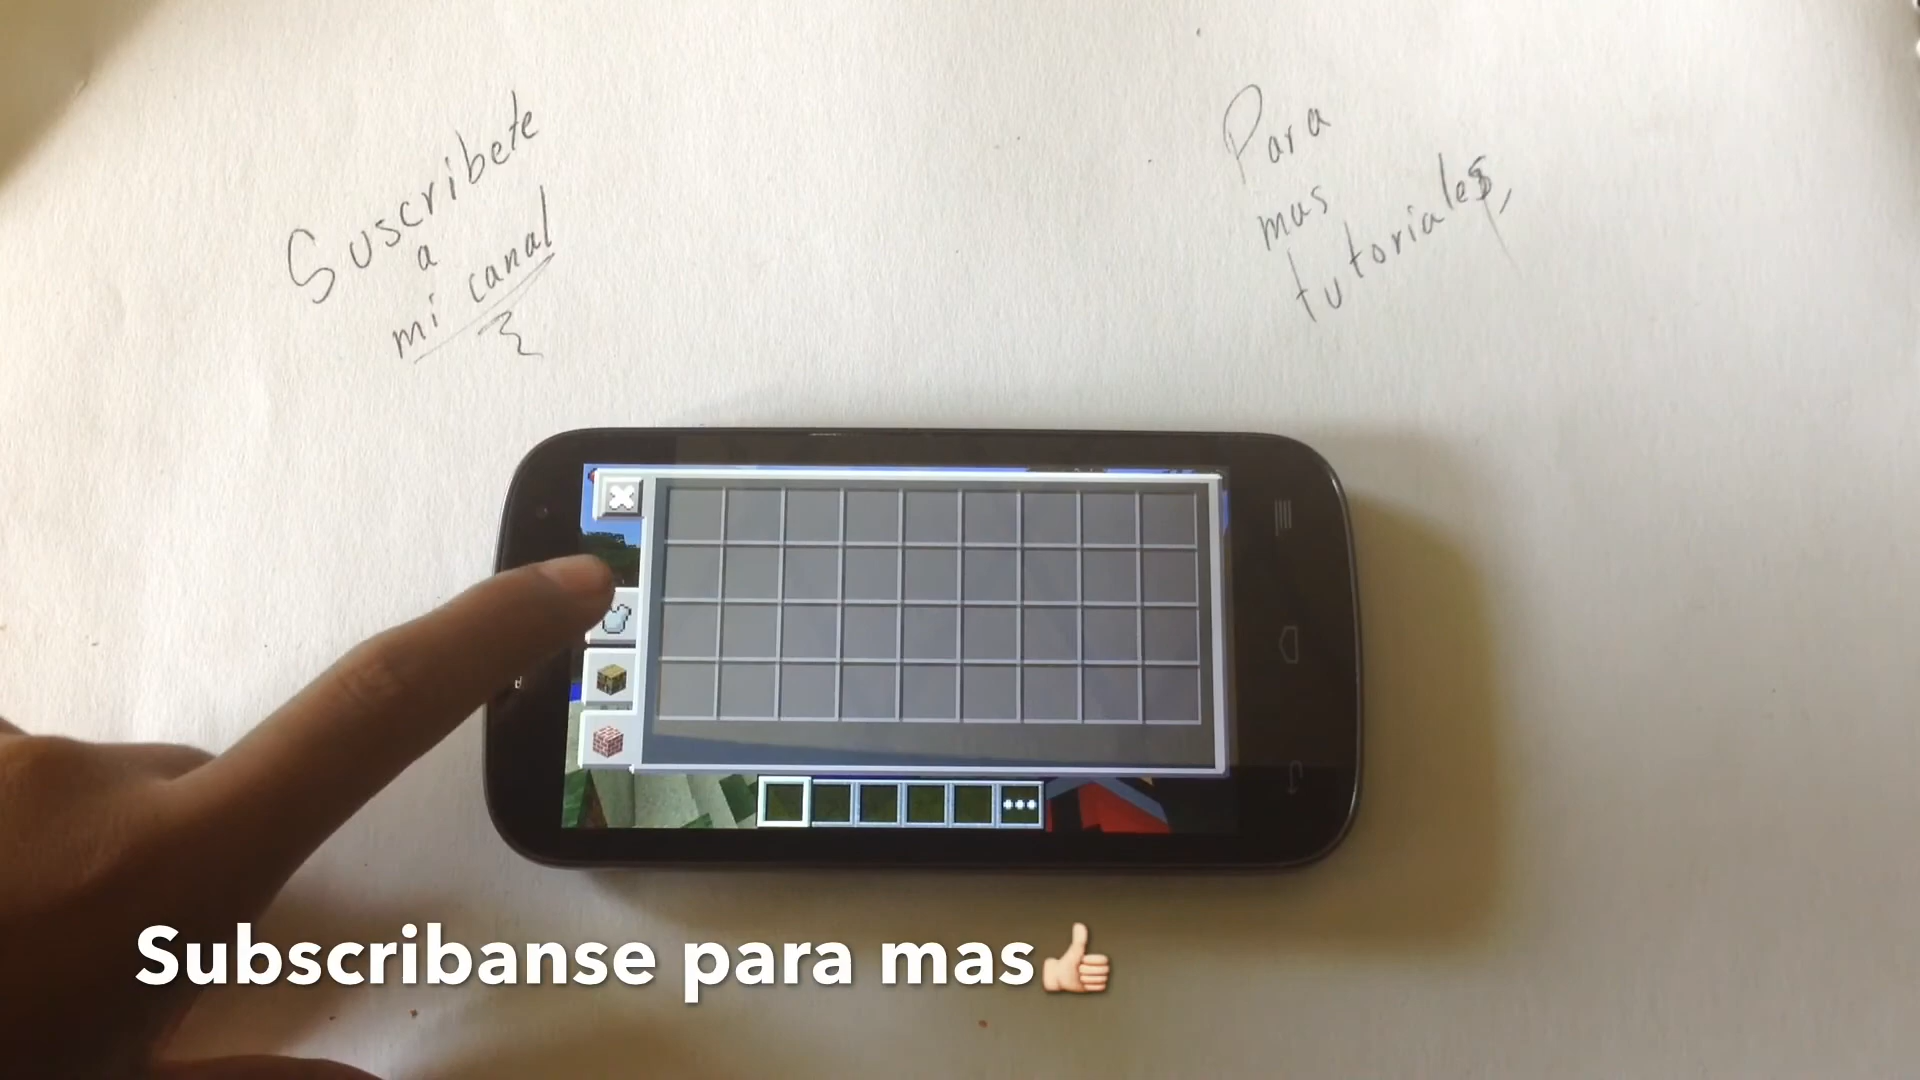 Suscribete
a
mi canal
Para
mas
tutoriales
Subscribanse para mas👍